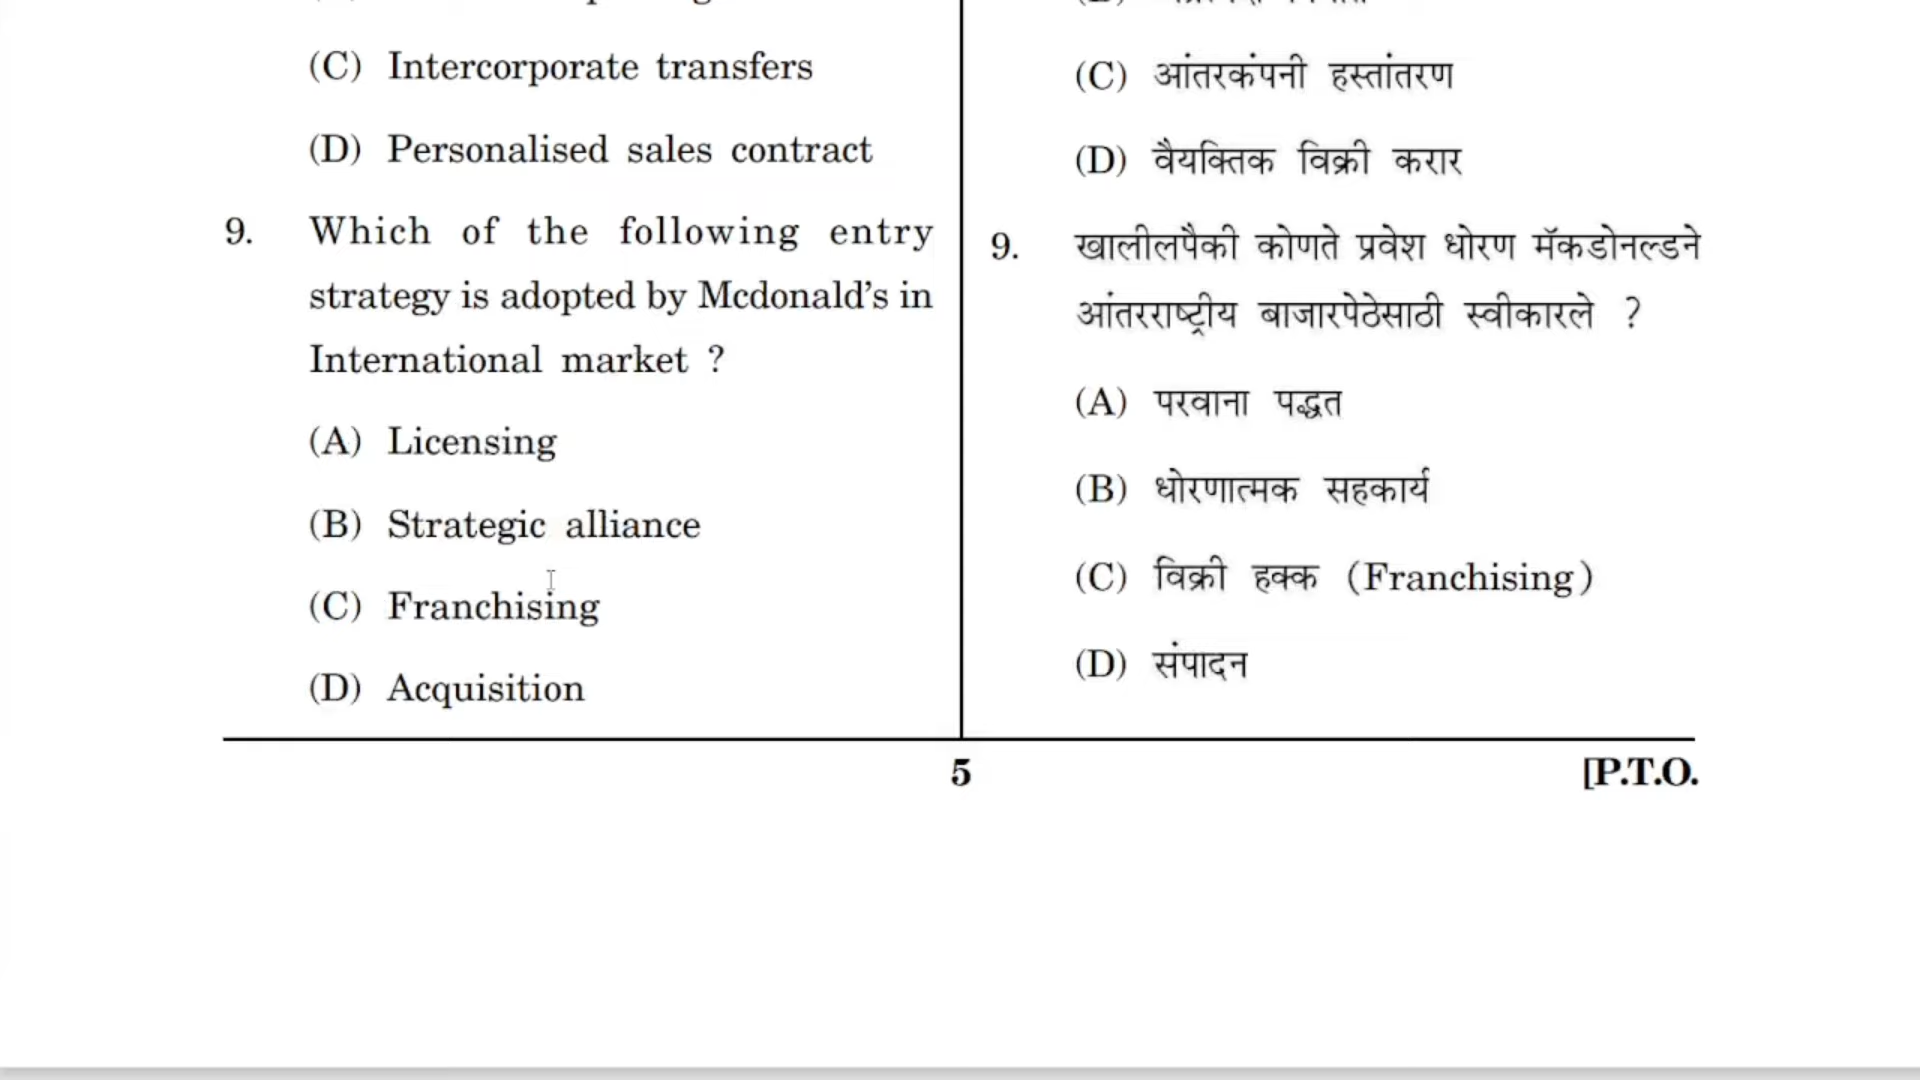 (C) Intercorporate transfers
(D) Personalised sales contract
9. Which of the following entry
strategy is adopted by Mcdonald's in
International market ?
(A) Licensing
(B) Strategic alliance
(C) Franchising
(D) Acquisition
(C) आंतरकंपनी हस्तांतरण
(D) वैयक्तिक विक्री करार
9. खालीलपैकी कोणते प्रवेश धोरण मॅकडोनल्डने
आंतरराष्ट्रीय बाजारपेठेसाठी स्वीकारले ?
(A) परवाना पद्धत
(B) धोरणात्मक सहकार्य
(C) विक्री हक्क (Franchising)
(D) संपादन
5
[P.T.O.